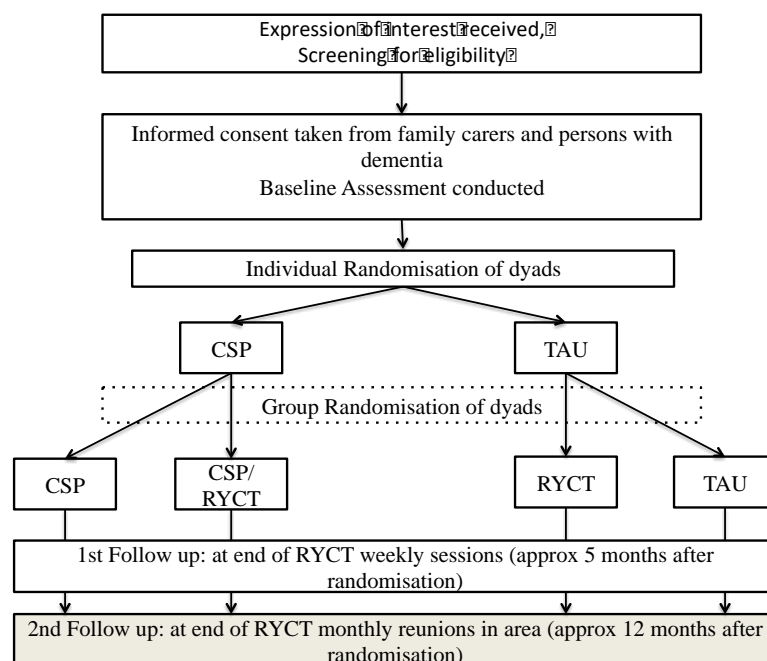 Expression of interest received,
Screening for eligibility
Informed consent taken from family carers and persons with
dementia
Baseline Assessment conducted
Individual Randomisation of dyads
CSP
TAU
Group Randomisation of dyads
CSP
CSP/
RYCT
RYCT
TAU
1st Follow up: at end of RYCT weekly sessions (approx 5 months after
randomisation)
2nd Follow up: at end of RYCT monthly reunions in area (approx 12 months after
randomisation)